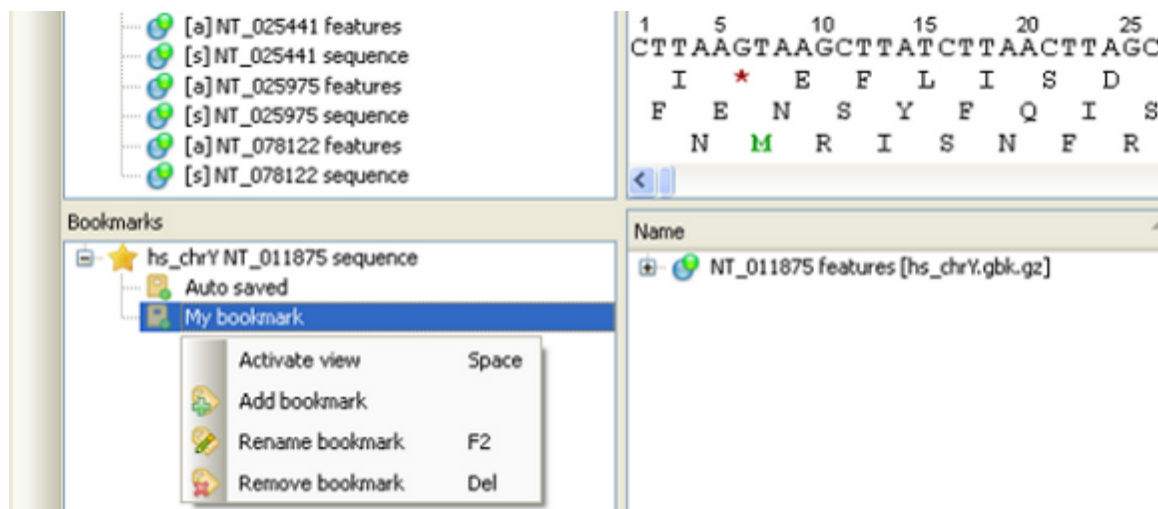 [a] NT_025441 features
[s] NT_025441 sequence
[a] NT_025975 features
[s] NT_025975 sequence
[a] NT_078122 features
[s] NT_078122 sequence
1 5 10 15 20 25
CTTAAGTAAGCTTATCTTAACTTAGC
I * E F L I S D
F E N S Y F Q I S
N M R I S N F R
Bookmarks
hs_chrY NT_011875 sequence
Auto saved
My bookmark
Activate view Space
Add bookmark
Rename bookmark F2
Remove bookmark Del
Name
NT_011875 features [hs_chrY.gbk.gz]